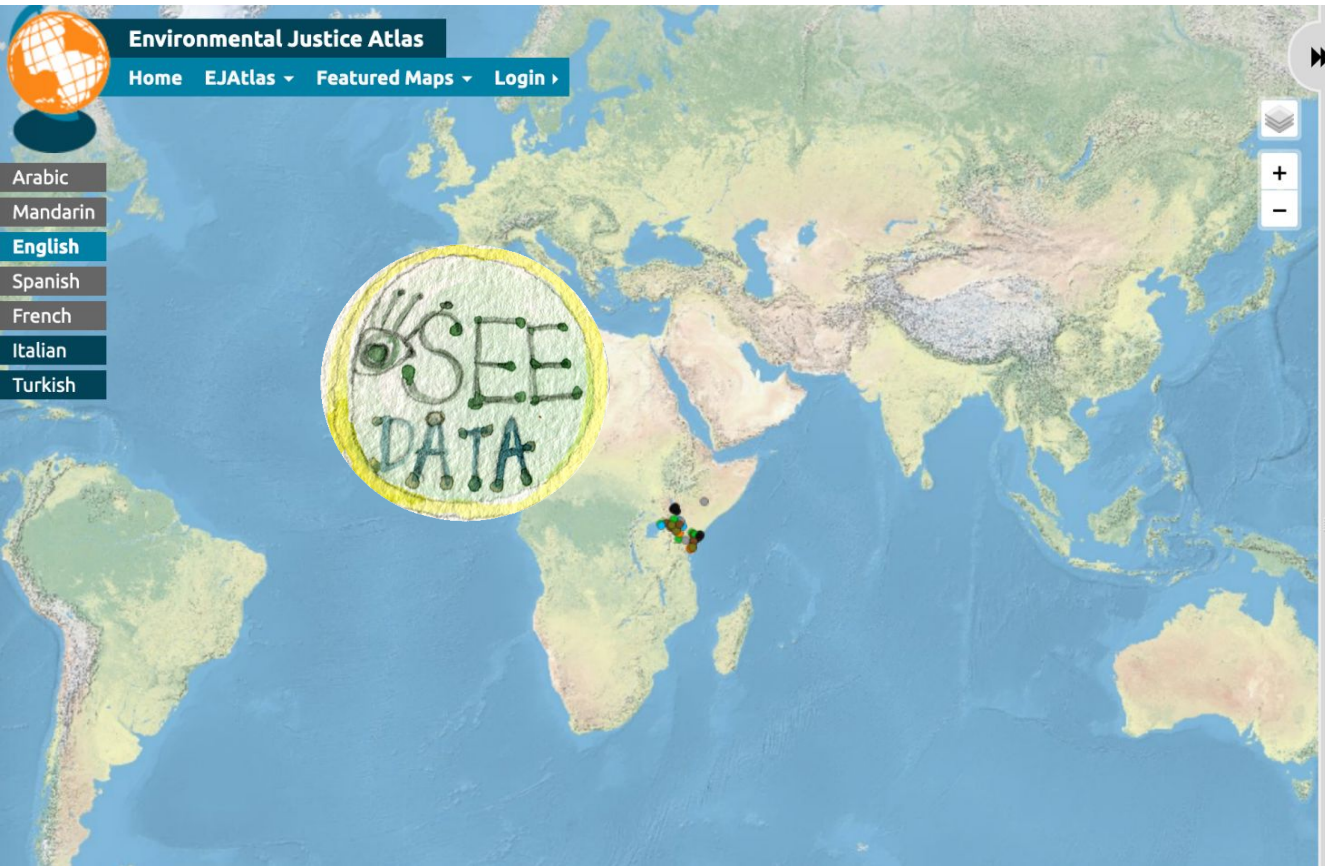 Environmental Justice Atlas
Home EJAtlas Featured Maps Login
Arabic
Mandarin
English
Spanish
French
Italian
Turkish
SEE
DATA
+
−